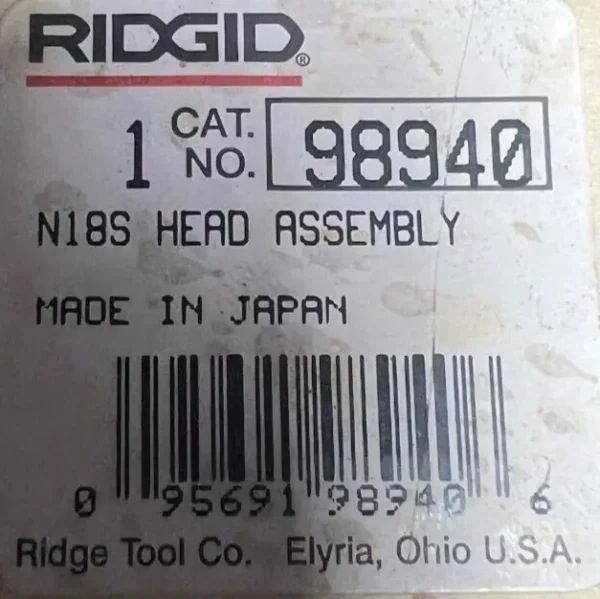 RIDGID®
1 CAT. NO. 98940
N18S HEAD ASSEMBLY
MADE IN JAPAN
0 95691 98940 6
Ridge Tool Co. Elyria, Ohio U.S.A.